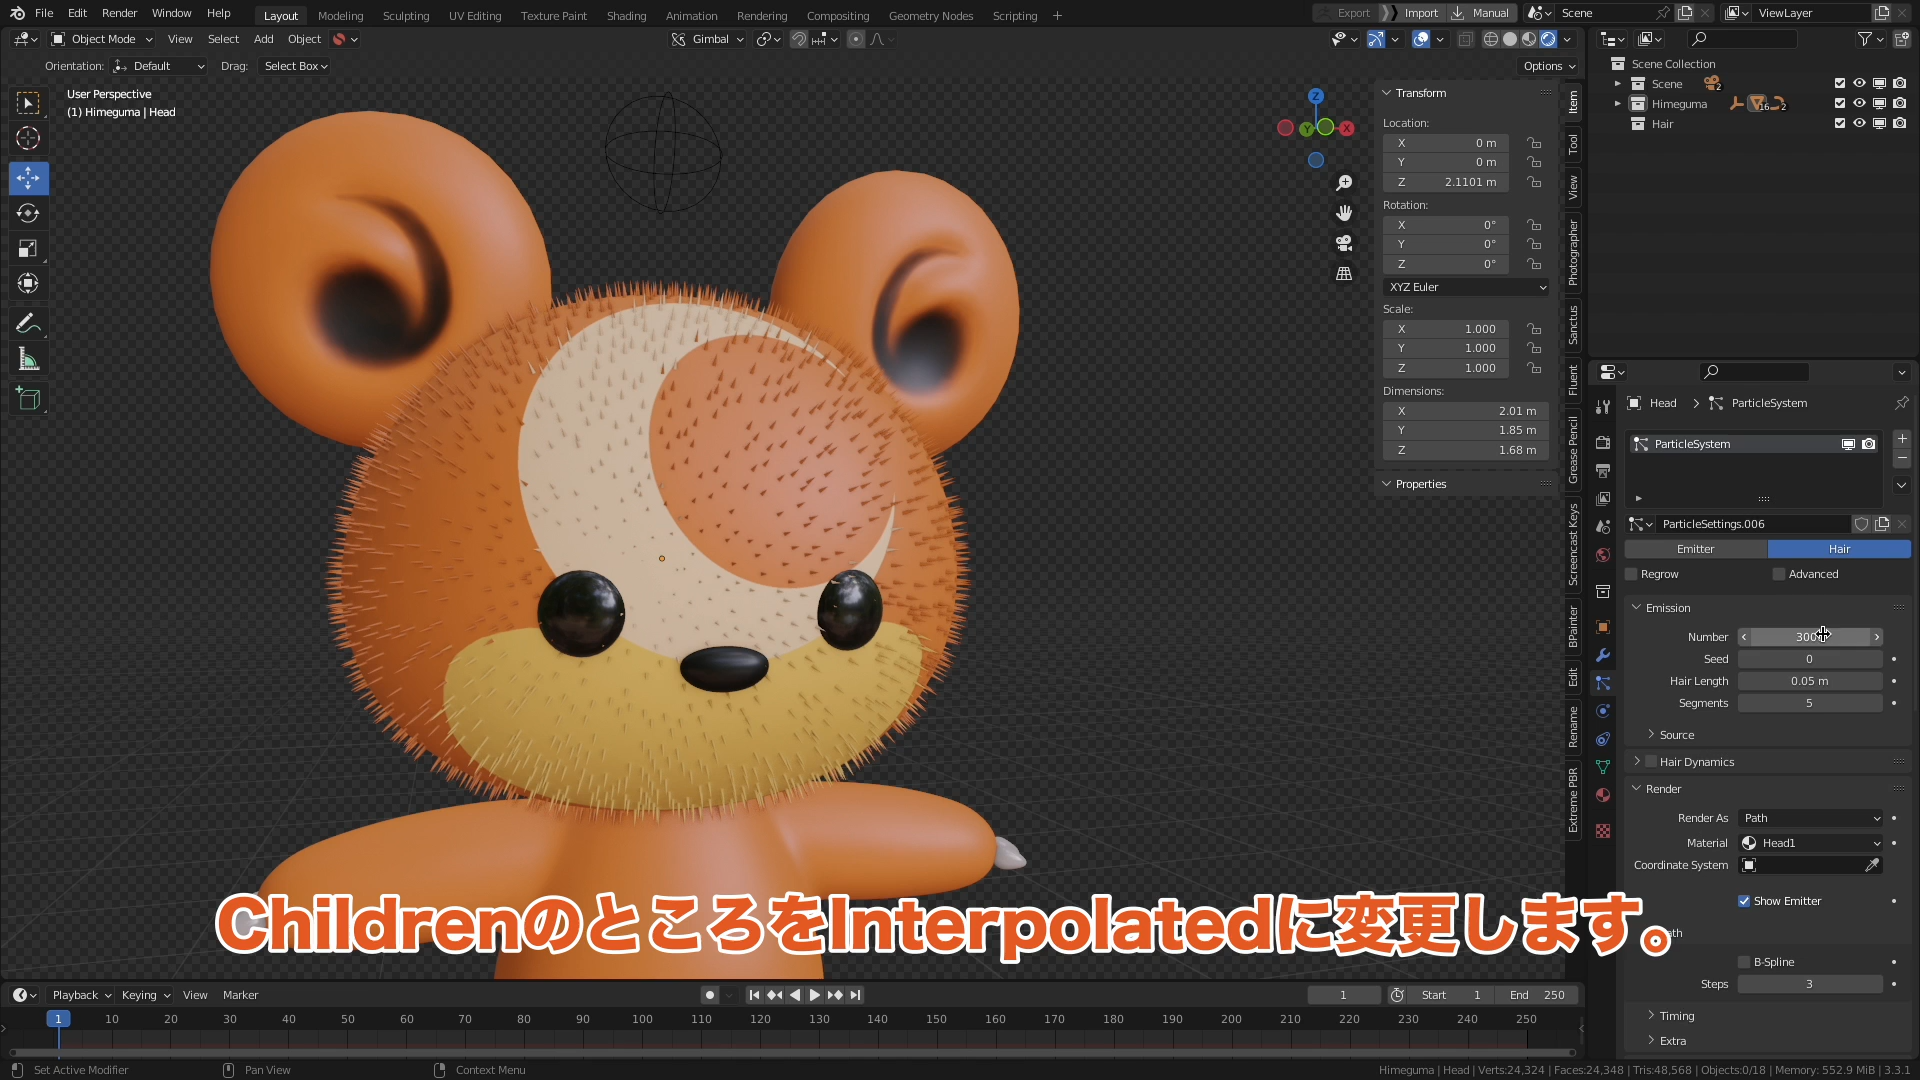 File Edit Render Window Help Layout Modeling Sculpting UV Editing Texture Paint Shading Animation Rendering Compositing Geometry Nodes Scripting + Export Import Manual Scene ViewLayer
Object Mode View Select Add Object Gimbal
Orientation: Default Drag: Select Box Options
User Perspective
(1) Himeguma | Head
Transform
Location:
X 0 m
Y 0 m
Z 2.1101 m
Rotation:
X 0°
Y 0°
Z 0°
XYZ Euler
Scale:
X 1.000
Y 1.000
Z 1.000
Dimensions:
X 2.01 m
Y 1.85 m
Z 1.68 m
Properties
Z
Y
X
Item
Tool
View
Photographer
Sanctus
Fluent
Grease Pencil
Screencast Keys
BPainter
Edit
Rename
Extreme PBR
Scene Collection
Scene 2
Himeguma 16 2
Hair
Head > ParticleSystem
ParticleSystem
ParticleSettings.006
Emitter Hair
Regrow Advanced
Emission
Number 300
Seed 0
Hair Length 0.05 m
Segments 5
Source
Hair Dynamics
Render
Render As Path
Material Head1
Coordinate System
Show Emitter
B-Spline
Steps 3
Timing
Extra
ChildrenのところをInterpolatedに変更します。
Playback Keying View Marker 1 Start 1 End 250
1 10 20 30 40 50 60 70 80 90 100 110 120 130 140 150 160 170 180 190 200 210 220 230 240 250
Set Active Modifier Pan View Context Menu Himeguma | Head | Verts:24,324 | Faces:24,348 | Tris:48,568 | Objects:0/18 | Memory: 552.9 MiB | 3.3.1